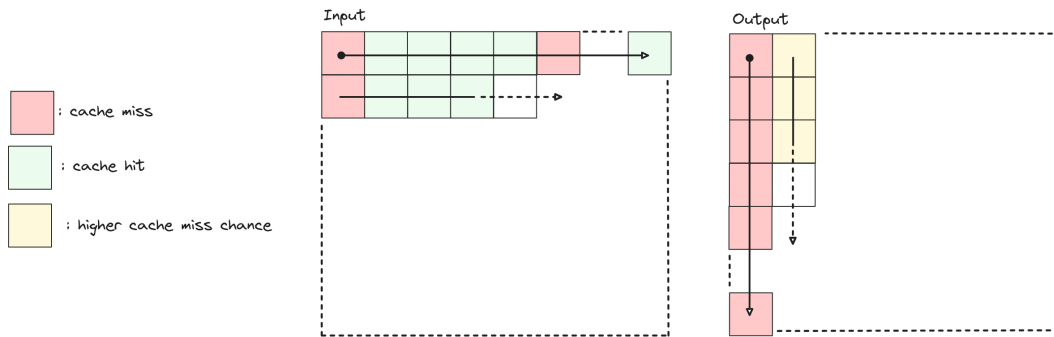 Input
Output
: cache miss
: cache hit
: higher cache miss chance